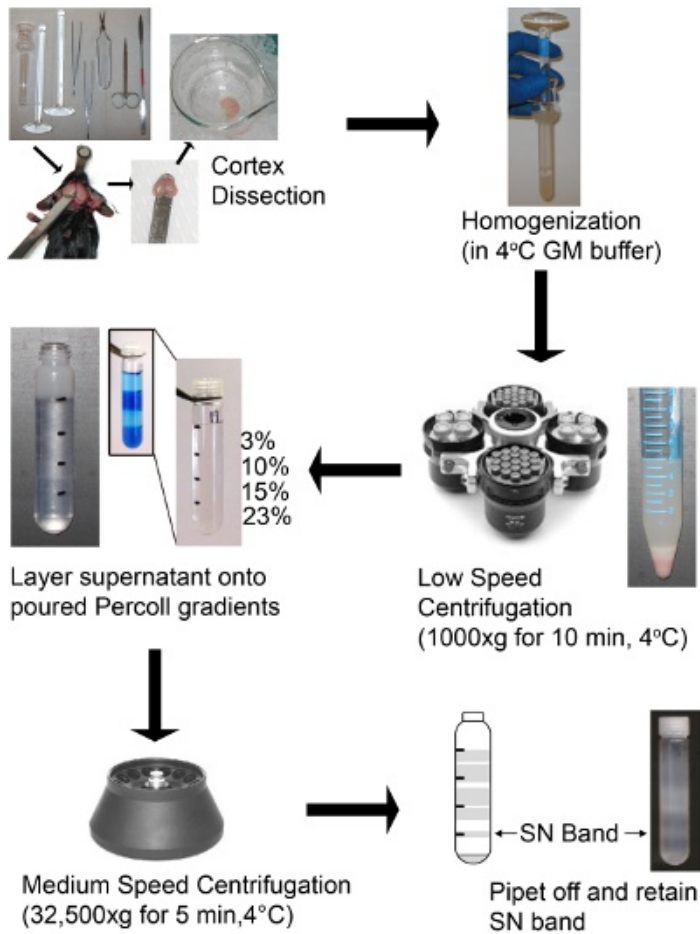 Cortex
Dissection
Homogenization
(in 4°C GM buffer)
3%
10%
15%
23%
Layer supernatant onto
poured Percoll gradients
Low Speed
Centrifugation
(1000xg for 10 min, 4°C)
Medium Speed Centrifugation
(32,500xg for 5 min,4°C)
SN Band
Pipet off and retain
SN band